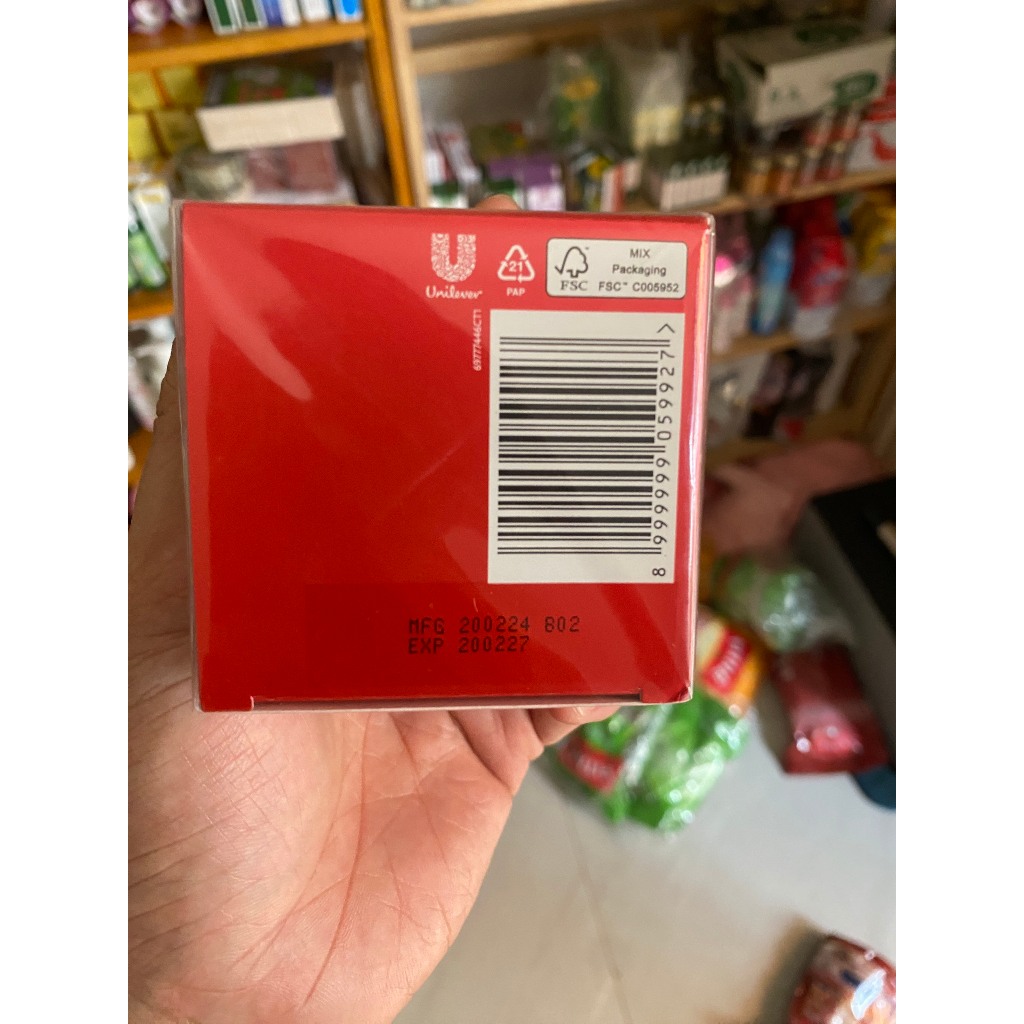 Unilever
21
PAP
FSC
MIX
Packaging
FSC™ C005952
69777446CT1
8 999999 059927 >
MFG 200224 B02
EXP 200227